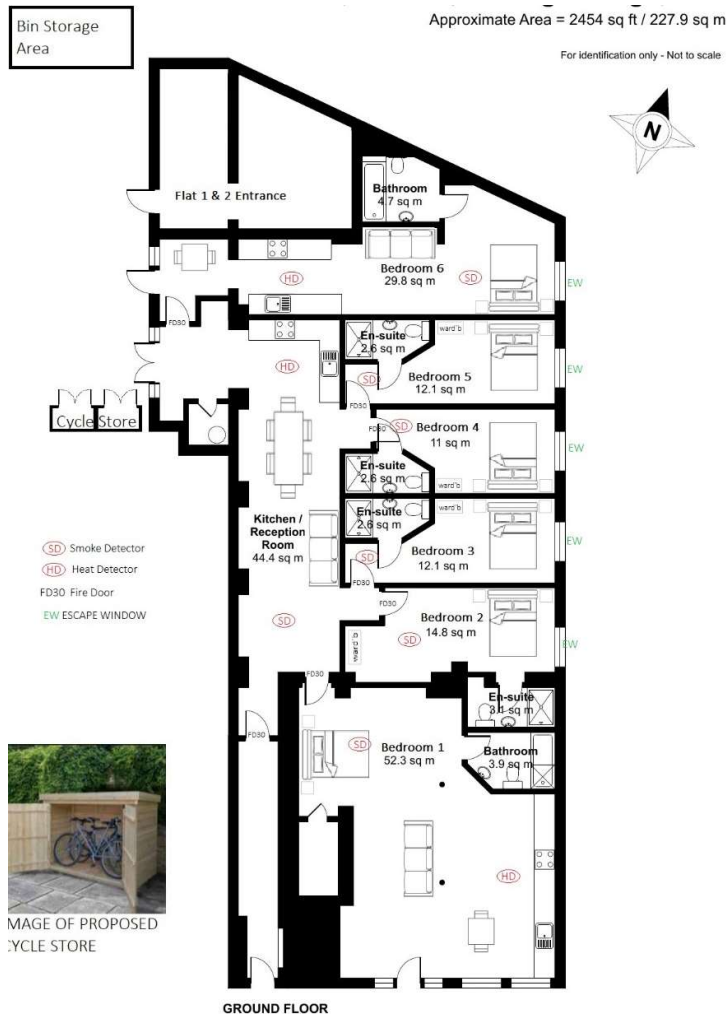 Bin Storage
Area
Approximate Area = 2454 sq ft / 227.9 sq m
For identification only - Not to scale
N
Bathroom
4.7 sq m
Flat 1 & 2 Entrance
Bedroom 6
29.8 sq m
HD
SD
EW
FD30
En-suite
2.6 sq m
ward'b
HD
SD
Bedroom 5
12.1 sq m
EW
FD30
Cycle Store
FD30
SD
Bedroom 4
11 sq m
EW
En-suite
2.6 sq m
ward'b
En-suite
2.6 sq m
ward'b
Kitchen /
Reception
Room
44.4 sq m
SD
Bedroom 3
12.1 sq m
EW
FD30
SD Smoke Detector
HD Heat Detector
FD30 Fire Door
EW ESCAPE WINDOW
FD30
SD
Bedroom 2
14.8 sq m
SD
ward'b
EW
FD30
En-suite
3.1 sq m
FD30
SD
Bedroom 1
52.3 sq m
Bathroom
3.9 sq m
HD
MAGE OF PROPOSED
CYCLE STORE
GROUND FLOOR